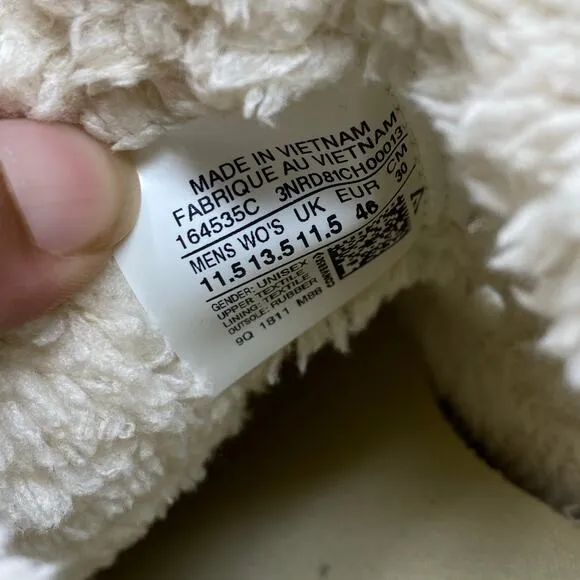 MADE IN VIETNAM
FABRIQUE AU VIETNAM
164535C 3NRD81CH00013
MENS WO'S UK EUR CM
11.5 13.5 11.5 46 30
GENDER: UNISEX
UPPER: TEXTILE
LINING: TEXTILE
OUTSOLE: RUBBER
9Q 1811 M88
CONVERSE